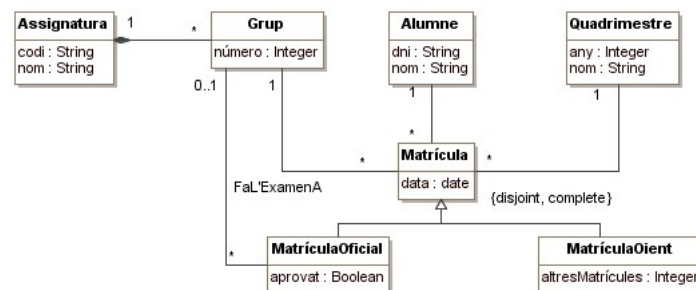 Assignatura
codi : String
nom : String
1
*
Grup
número : Integer
0..1
1
Alumne
dni : String
nom : String
1
*
Quadrimestre
any : Integer
nom : String
1
*
*
Matrícula
data : date
FaL'ExamenA
{disjoint, complete}
*
MatrículaOficial
aprovat : Boolean
MatrículaOient
altresMatrícules : Integer